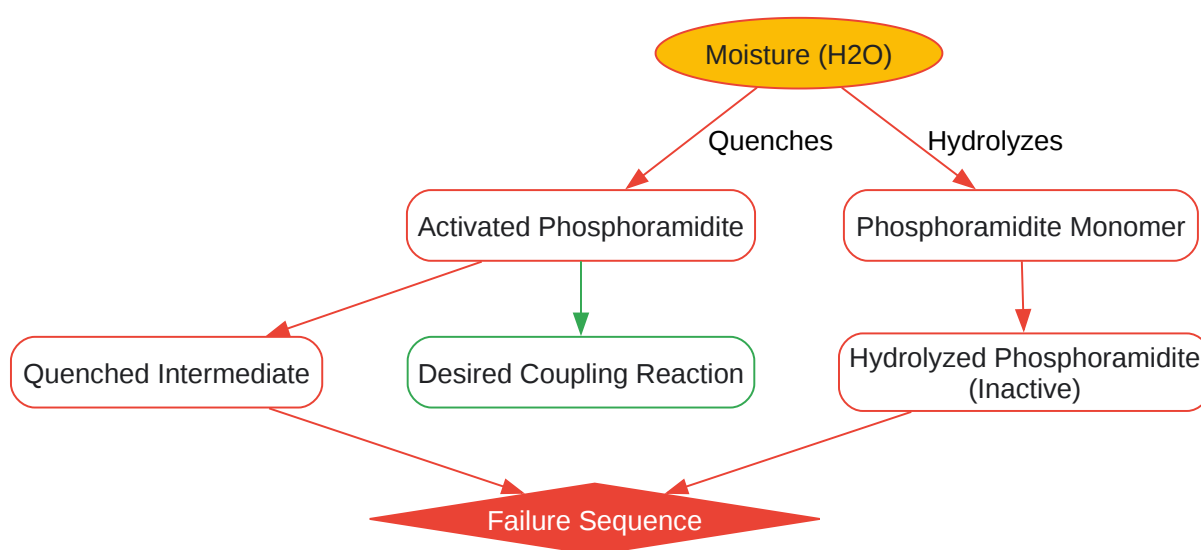 Moisture (H2O)
Quenches
Hydrolyzes
Activated Phosphoramidite
Phosphoramidite Monomer
Quenched Intermediate
Desired Coupling Reaction
Hydrolyzed Phosphoramidite
(Inactive)
Failure Sequence